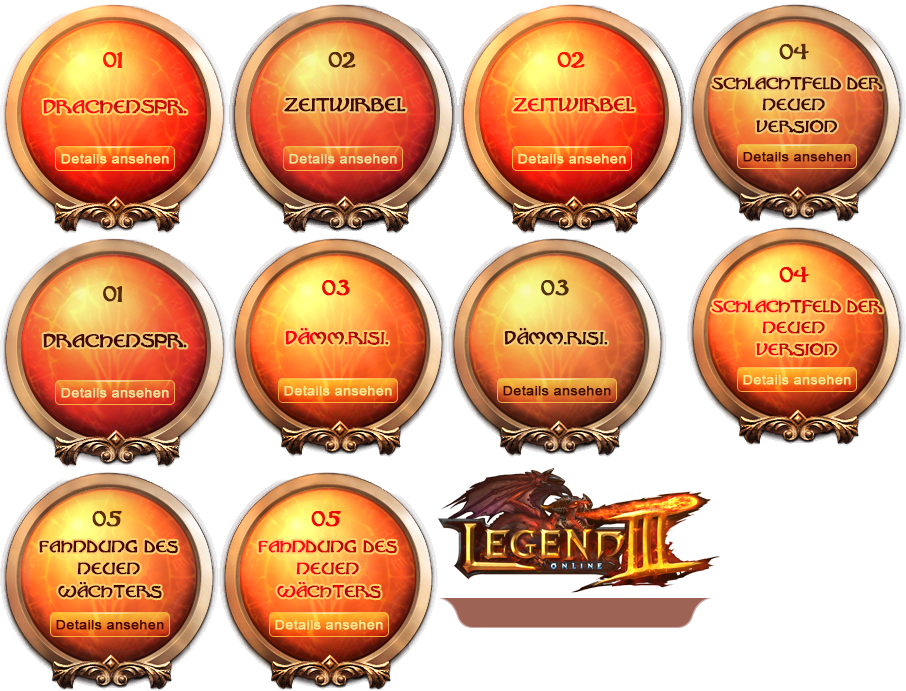 01
DRACHENSPR.
Details ansehen
02
ZEITWIRBEL
Details ansehen
02
ZEITWIRBEL
Details ansehen
04
SCHLACHTFELD DER
NEUEN
VERSION
Details ansehen
01
DRACHENSPR.
Details ansehen
03
DÄMM.RISI.
Details ansehen
03
DÄMM.RISI.
Details ansehen
04
SCHLACHTFELD DER
NEUEN
VERSION
Details ansehen
05
FAHNDUNG DES
NEUEN
WÄCHTERS
Details ansehen
05
FAHNDUNG DES
NEUEN
WÄCHTERS
Details ansehen
LEGEND III
ONLINE